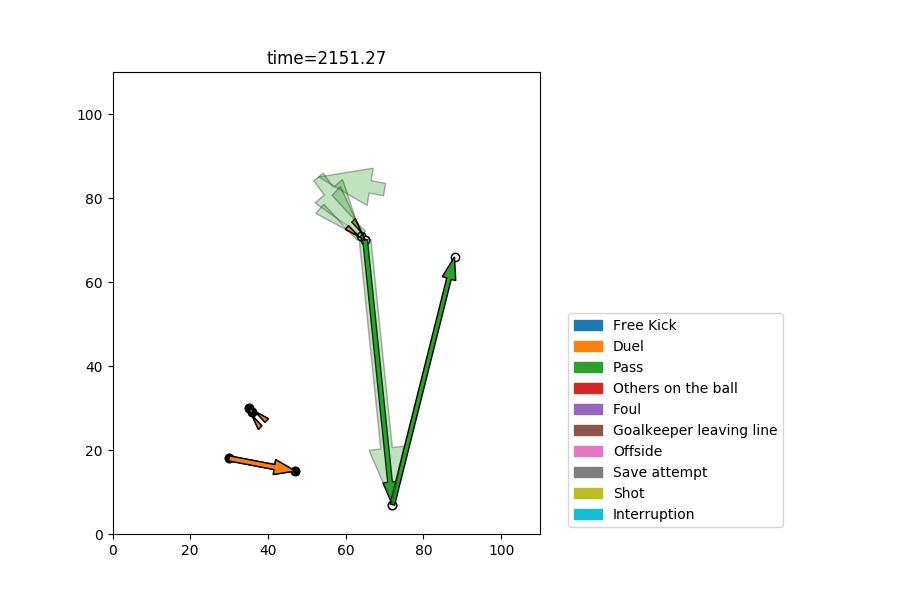 time=2151.27
100
80
60
40
20
0
0 20 40 60 80 100
Free Kick
Duel
Pass
Others on the ball
Foul
Goalkeeper leaving line
Offside
Save attempt
Shot
Interruption